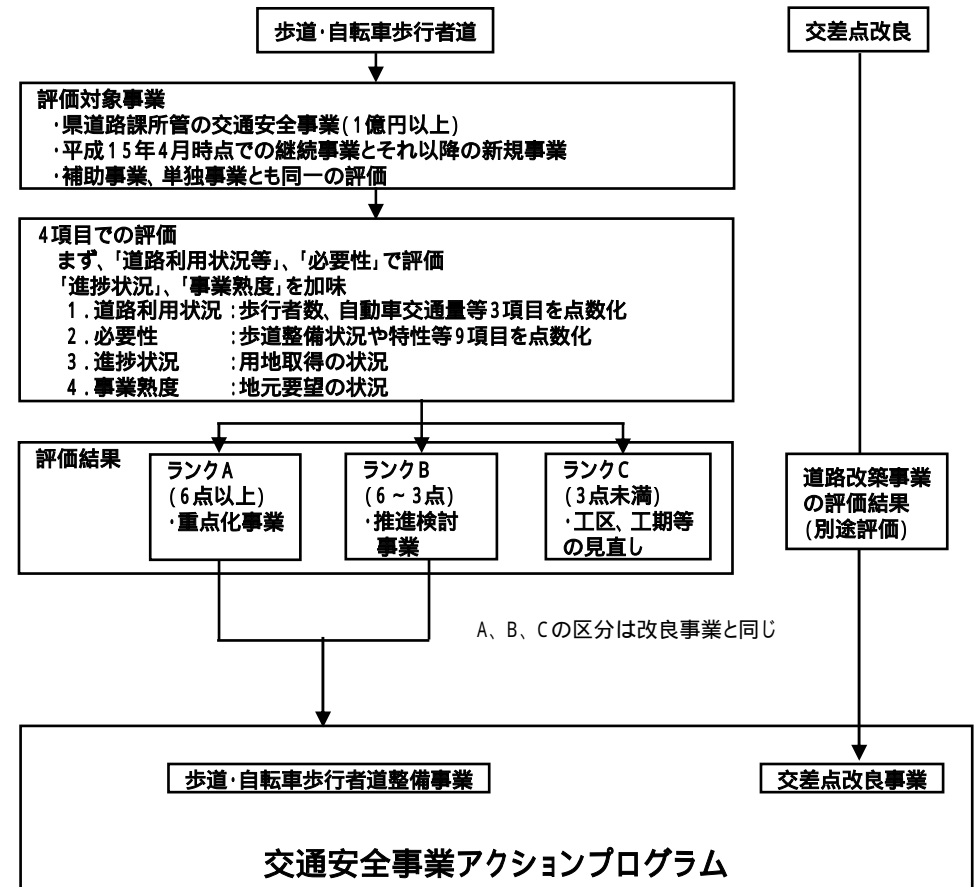 歩道･自転車歩行者道
交差点改良
評価対象事業
･県道路課所管の交通安全事業(1億円以上)
･平成15年4月時点での継続事業とそれ以降の新規事業
･補助事業、単独事業とも同一の評価
4項目での評価
まず、｢道路利用状況等｣、｢必要性｣で評価
｢進捗状況｣、｢事業熟度｣を加味
1．道路利用状況：歩行者数、自動車交通量等3項目を点数化
2．必要性　　　：歩道整備状況や特性等9項目を点数化
3．進捗状況　　：用地取得の状況
4．事業熟度　　：地元要望の状況
評価結果
ランクA
(6点以上)
･重点化事業
ランクB
(6～3点)
･推進検討
事業
ランクC
(3点未満)
･工区、工期等
の見直し
道路改築事業
の評価結果
(別途評価)
A、B、Cの区分は改良事業と同じ
歩道･自転車歩行者道整備事業
交差点改良事業
交通安全事業アクションプログラム